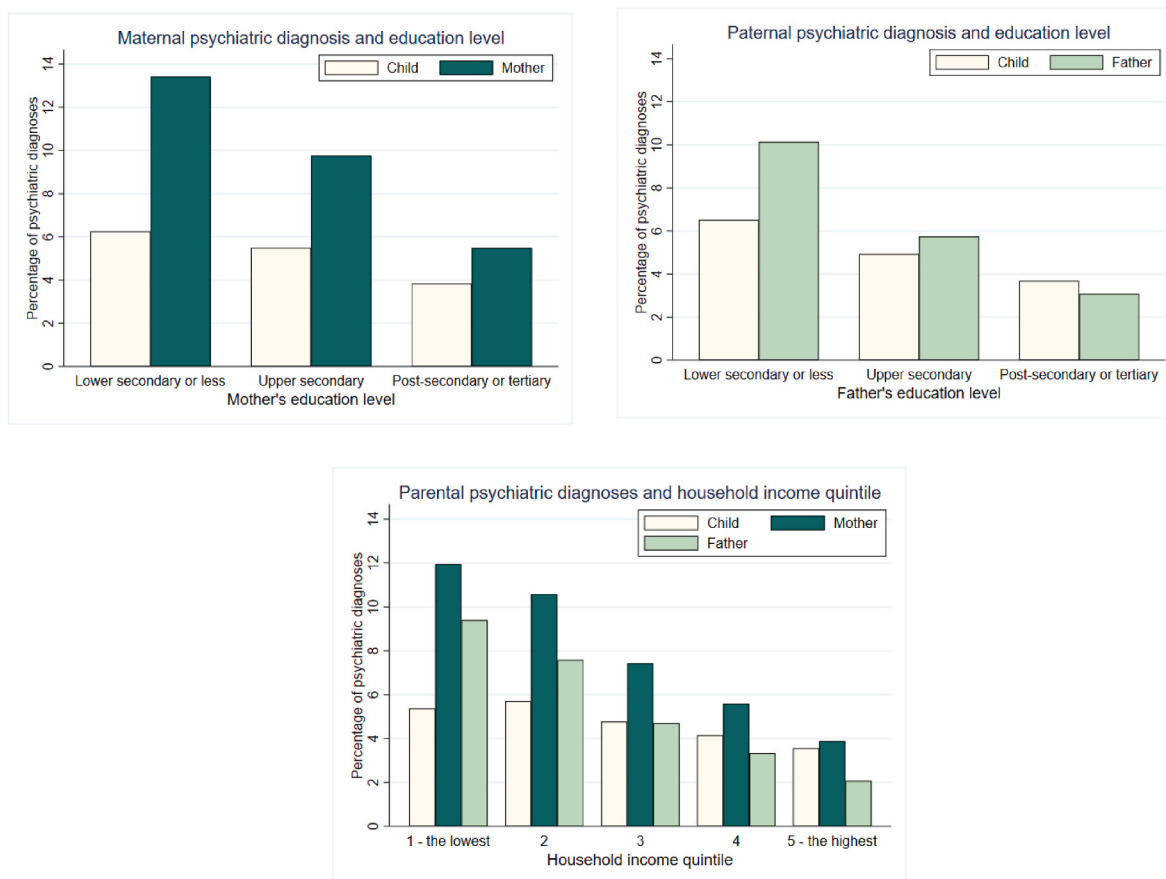 Maternal psychiatric diagnosis and education level
Child Mother
Percentage of psychiatric diagnoses
14
12
10
8
6
4
2
0
Lower secondary or less Upper secondary Post-secondary or tertiary
Mother's education level
Paternal psychiatric diagnosis and education level
Child Father
Percentage of psychiatric diagnoses
14
12
10
8
6
4
2
0
Lower secondary or less Upper secondary Post-secondary or tertiary
Father's education level
Parental psychiatric diagnoses and household income quintile
Child Mother
Father
Percentage of psychiatric diagnoses
14
12
10
8
6
4
2
0
1 - the lowest 2 3 4 5 - the highest
Household income quintile